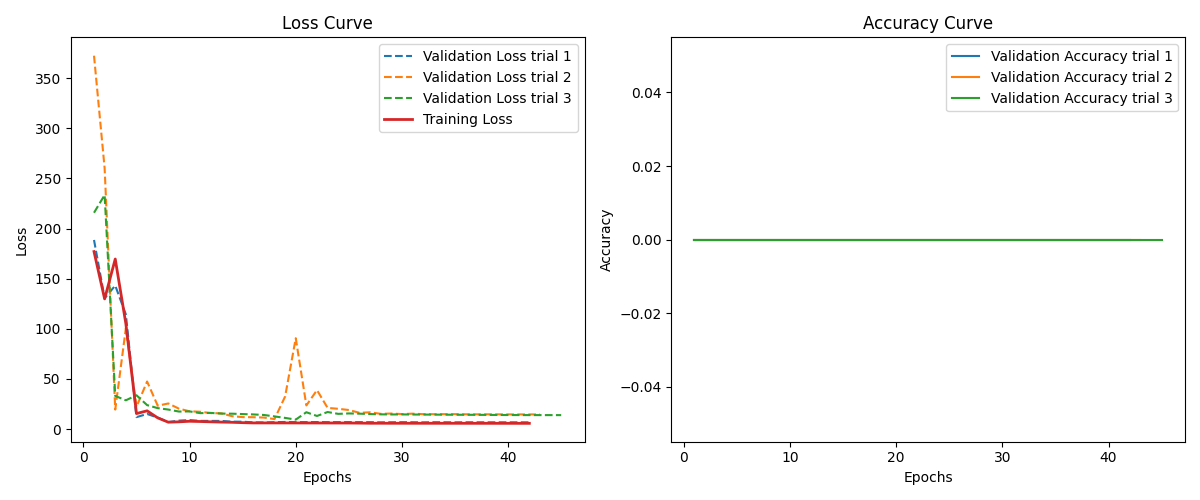 Loss Curve
Validation Loss trial 1
Validation Loss trial 2
Validation Loss trial 3
Training Loss
350
300
250
200
150
100
50
0
Loss
0 10 20 30 40
Epochs
Accuracy Curve
Validation Accuracy trial 1
Validation Accuracy trial 2
Validation Accuracy trial 3
0.04
0.02
0.00
−0.02
−0.04
Accuracy
0 10 20 30 40
Epochs